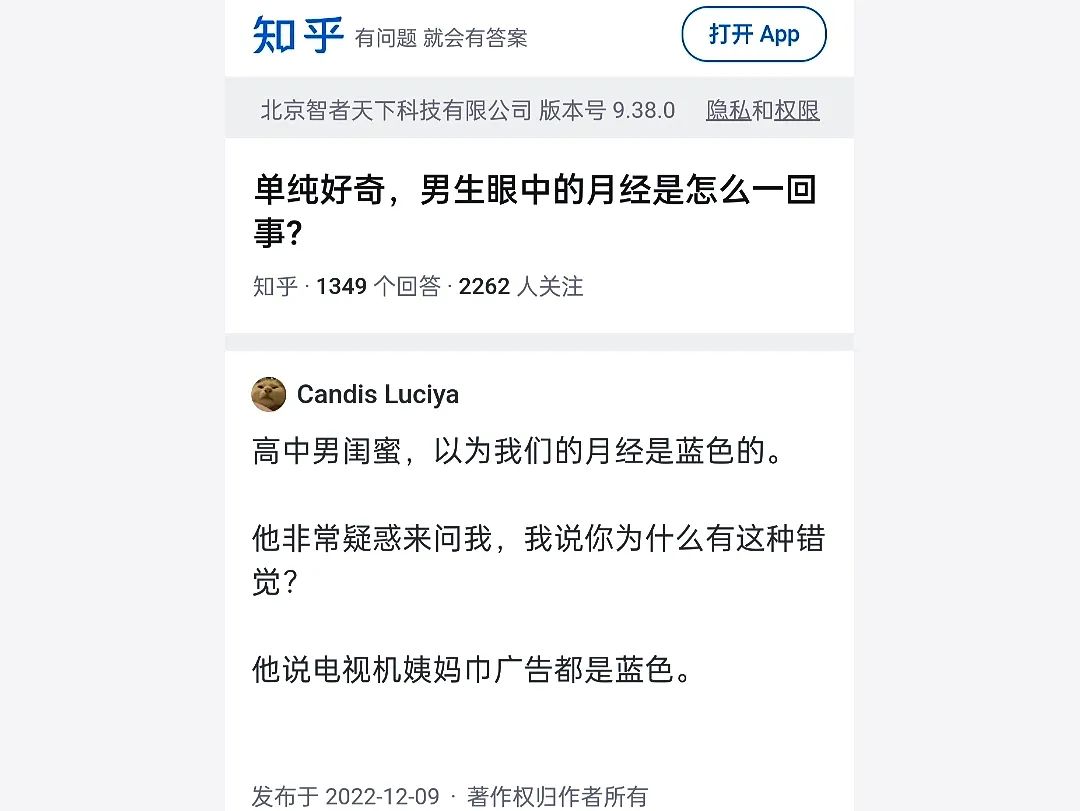 知乎 有问题 就会有答案
打开 App
北京智者天下科技有限公司 版本号 9.38.0 隐私和权限
单纯好奇，男生眼中的月经是怎么一回
事？
知乎 · 1349 个回答 · 2262 人关注
Candis Luciya
高中男闺蜜，以为我们的月经是蓝色的。
他非常疑惑来问我，我说你为什么有这种错
觉？
他说电视机姨妈巾广告都是蓝色。
发布于 2022-12-09 · 著作权归作者所有